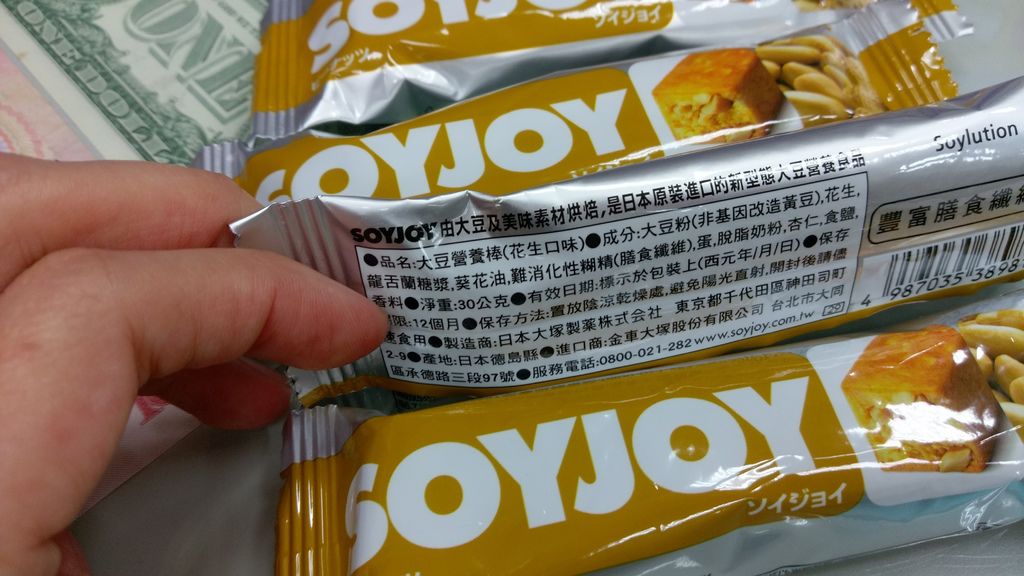 ONE
ONE DOL
SOYJOY
ソイジョイ
ナッツ
SOYJOY
Soylution
SOYJOY 由大豆及美味素材烘焙,是日本原裝進口的新型態大豆營養食品
●品名:大豆營養棒(花生口味)●成分:大豆粉(非基因改造黃豆),花生,
龍舌蘭糖漿,葵花油,難消化性糊精(膳食纖維),蛋,脫脂奶粉,杏仁,食鹽,
香料●淨重:30公克●有效日期:標示於包裝上(西元年/月/日)●保存
期限:12個月●保存方法:置放陰涼乾燥處,避免陽光直射,開封後請儘
食用●製造商:日本大塚製薬株式会社 東京都千代田區神田司町
2-9●產地:日本德島縣●進口商:金車大塚股份有限公司 台北市大同
區承德路三段97號●服務電話:0800-021-282 www.soyjoy.com.tw 29
豐富膳食纖維
4 987035 3898
SOYJOY
ソイジョイ